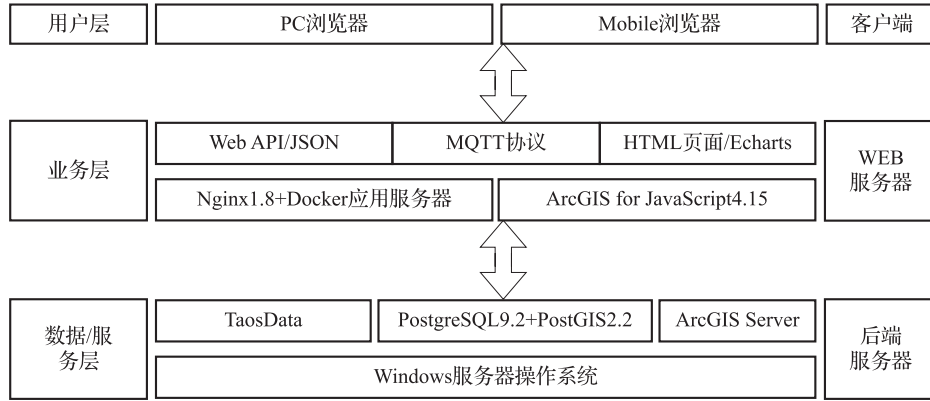 用户层
PC浏览器
Mobile浏览器
客户端
业务层
Web API/JSON
MQTT协议
HTML页面/Echarts
WEB
服务器
Nginx1.8+Docker应用服务器
ArcGIS for JavaScript4.15
数据/服
务层
TaosData
PostgreSQL9.2+PostGIS2.2
ArcGIS Server
后端
服务器
Windows服务器操作系统